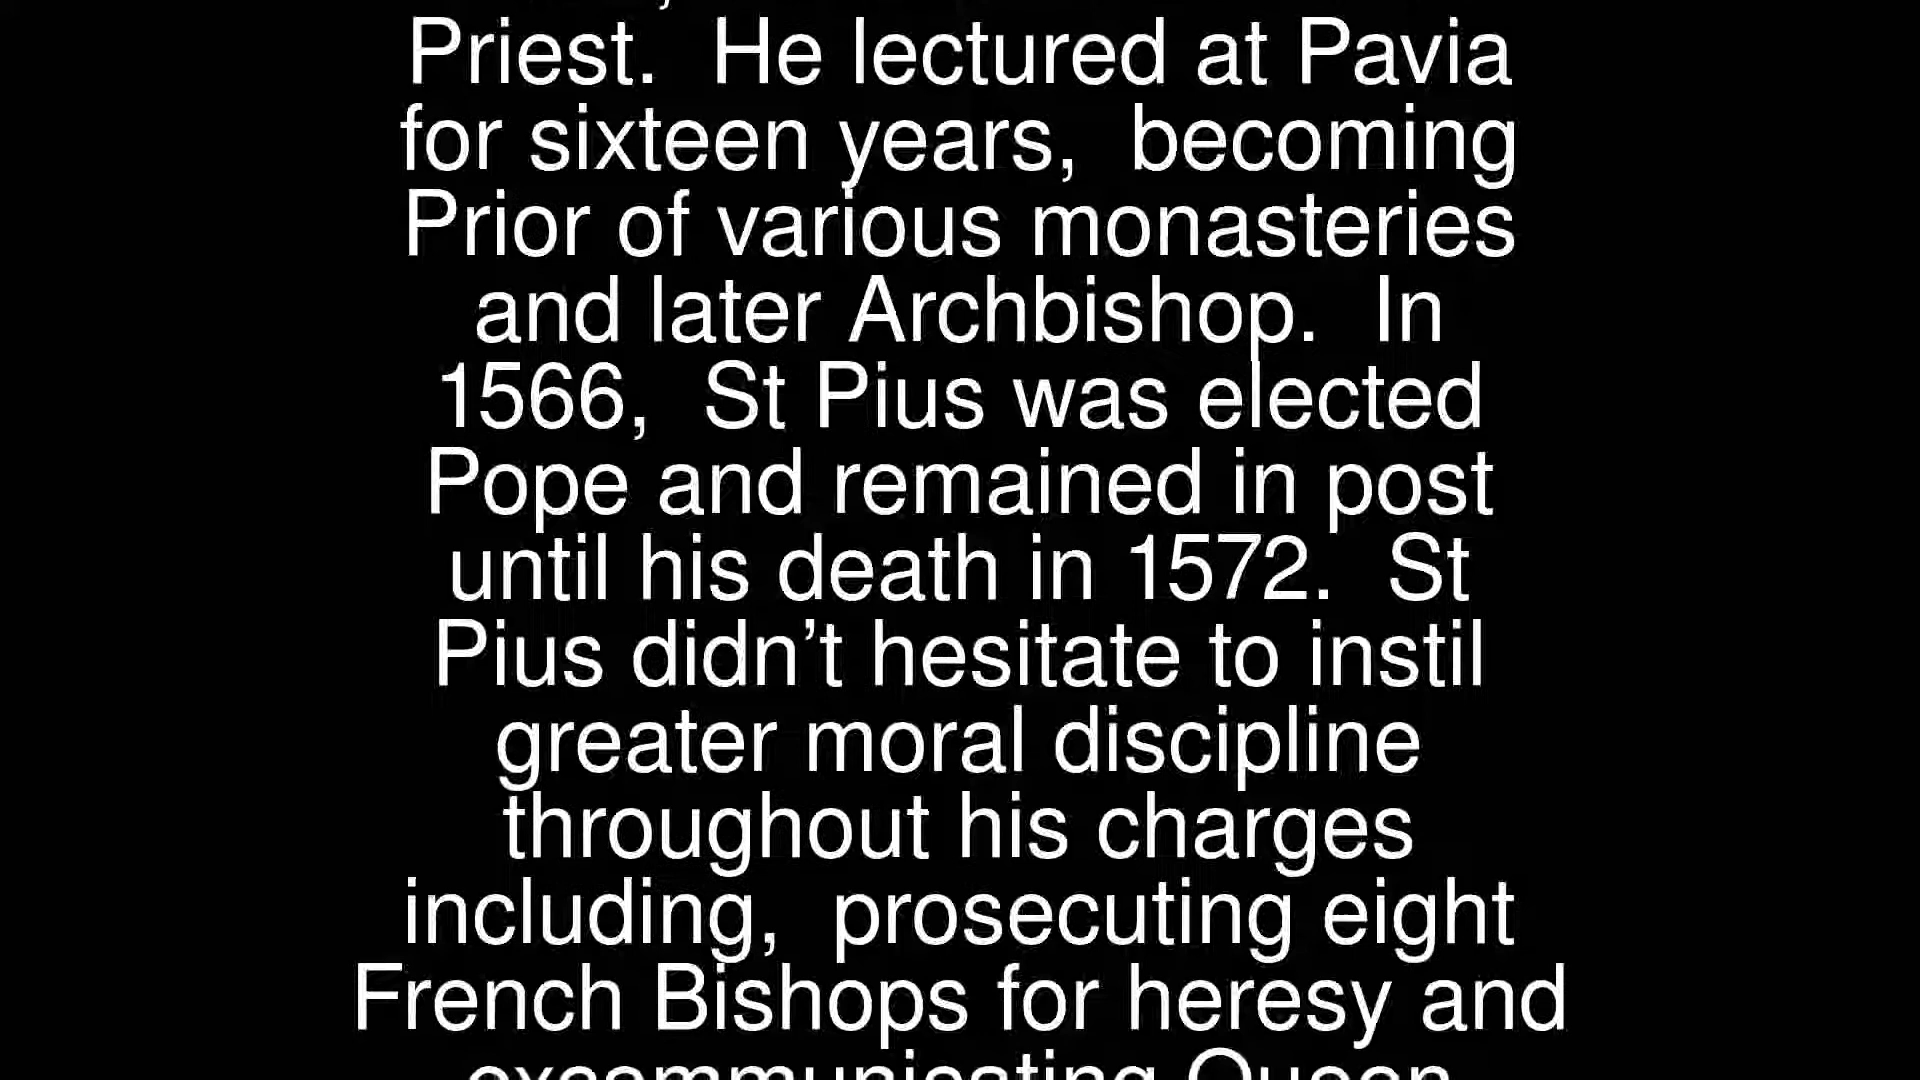 Priest. He lectured at Pavia
for sixteen years, becoming
Prior of various monasteries
and later Archbishop. In
1566, St Pius was elected
Pope and remained in post
until his death in 1572. St
Pius didn’t hesitate to instil
greater moral discipline
throughout his charges
including, prosecuting eight
French Bishops for heresy and
excommunicating Queen